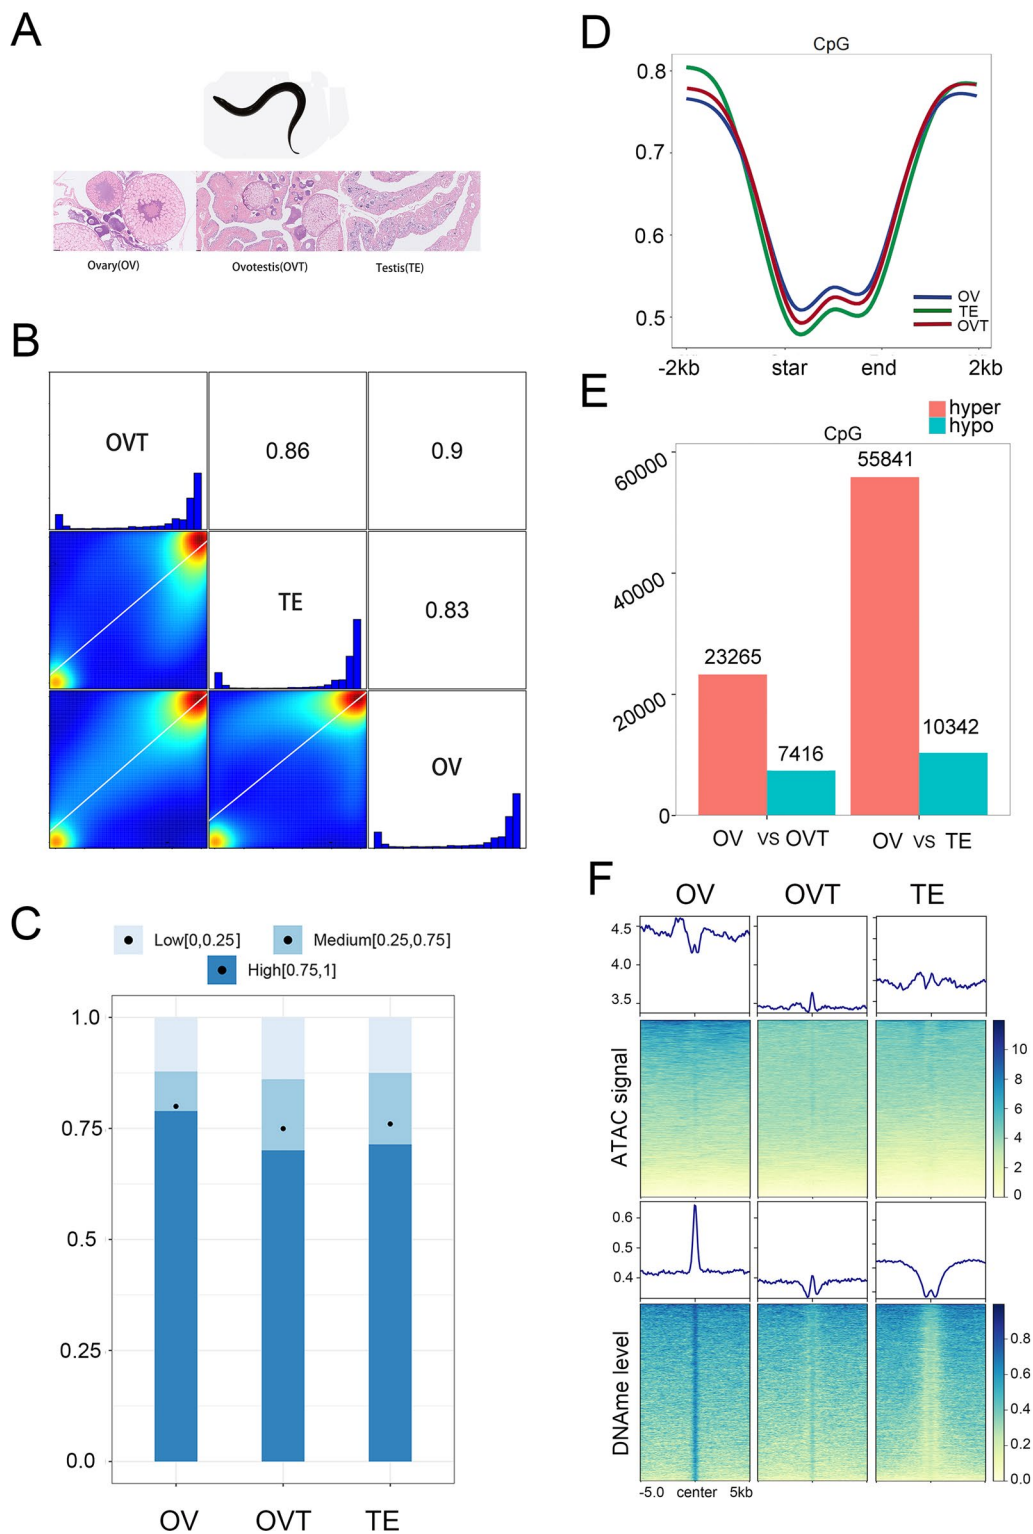 A
Ovary(OV)
Ovotestis(OVT)
Testis(TE)
B
OVT
0.86
0.9
TE
0.83
OV
C
Low[0,0.25]
Medium[0.25,0.75]
High[0.75,1]
1.0
0.75
0.5
0.25
0.0
OV
OVT
TE
D
CpG
0.8
0.7
0.6
0.5
OV
TE
OVT
-2kb
star
end
2kb
E
hyper
hypo
CpG
60000
40000
20000
0
23265
7416
55841
10342
OV vs OVT
OV vs TE
F
OV
OVT
TE
4.5
4.0
3.5
ATAC signal
10
8
6
4
2
0
0.6
0.5
0.4
DNAme level
0.8
0.6
0.4
0.2
0.0
-5.0
center
5kb